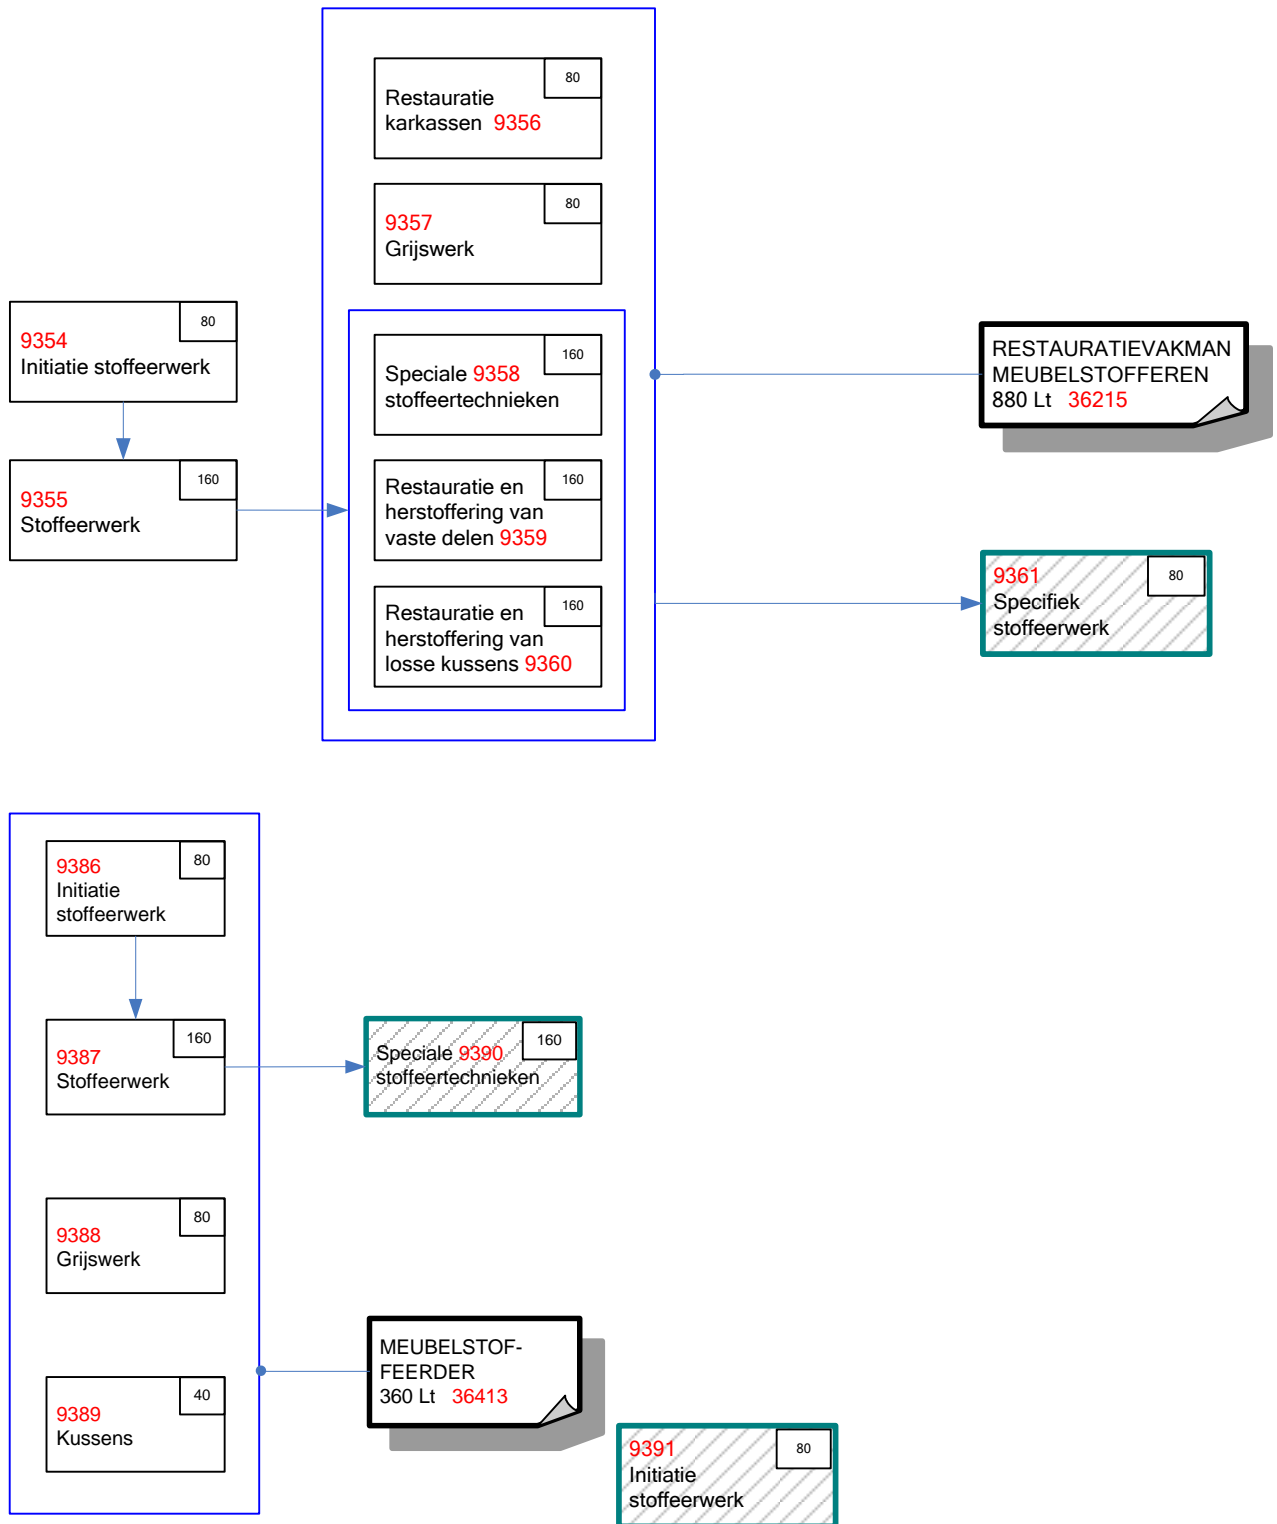 80
Restauratie
karkassen 9356
80
9357
Grijswerk
80
9354
Initiatie stoffeerwerk
160
Speciale 9358
stoffeertechnieken
RESTAURATIEVAKMAN
MEUBELSTOFFEREN
880 Lt 36215
160
9355
Stoffeerwerk
160
Restauratie en
herstoffering van
vaste delen 9359
80
9361
Specifiek
stoffeerwerk
160
Restauratie en
herstoffering van
losse kussens 9360
80
9386
Initiatie
stoffeerwerk
160
9387
Stoffeerwerk
160
Speciale 9390
stoffeertechnieken
80
9388
Grijswerk
MEUBELSTOF-
FEERDER
360 Lt 36413
40
9389
Kussens
80
9391
Initiatie
stoffeerwerk